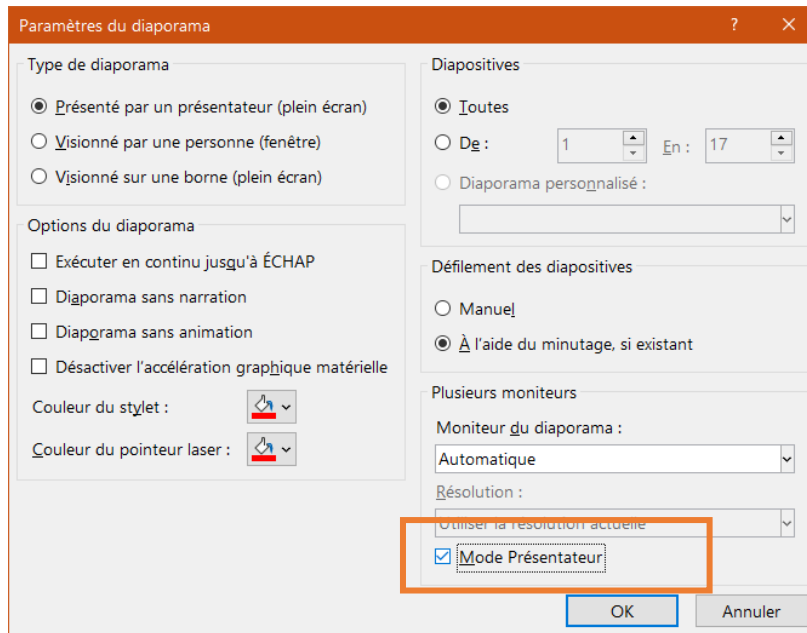 Paramètres du diaporama
Type de diaporama
Présenté par un présentateur (plein écran)
Visionné par une personne (fenêtre)
Visionné sur une borne (plein écran)
Options du diaporama
Exécuter en continu jusqu'à ÉCHAP
Diaporama sans narration
Diaporama sans animation
Désactiver l'accélération graphique matérielle
Couleur du stylet :
Couleur du pointeur laser :
Diapositives
Toutes
De : 1 En : 17
Diaporama personnalisé :
Défilement des diapositives
Manuel
À l'aide du minutage, si existant
Plusieurs moniteurs
Moniteur du diaporama :
Automatique
Résolution :
Utiliser la résolution actuelle
Mode Présentateur
OK Annuler